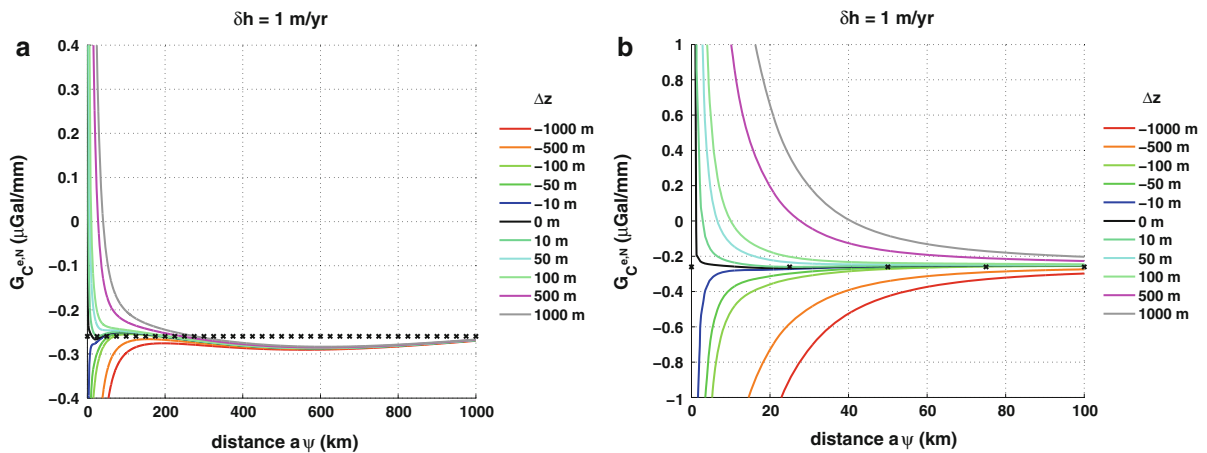 δh = 1 m/yr
a
G_C^e,N (μGal/mm)
0.4
0.3
0.2
0.1
0
−0.1
−0.2
−0.3
−0.4
0
200
400
600
800
1000
distance a ψ (km)
Δz
−1000 m
−500 m
−100 m
−50 m
−10 m
0 m
10 m
50 m
100 m
500 m
1000 m
δh = 1 m/yr
b
G_C^e,N (μGal/mm)
1
0.8
0.6
0.4
0.2
0
−0.2
−0.4
−0.6
−0.8
−1
0
20
40
60
80
100
distance a ψ (km)
Δz
−1000 m
−500 m
−100 m
−50 m
−10 m
0 m
10 m
50 m
100 m
500 m
1000 m